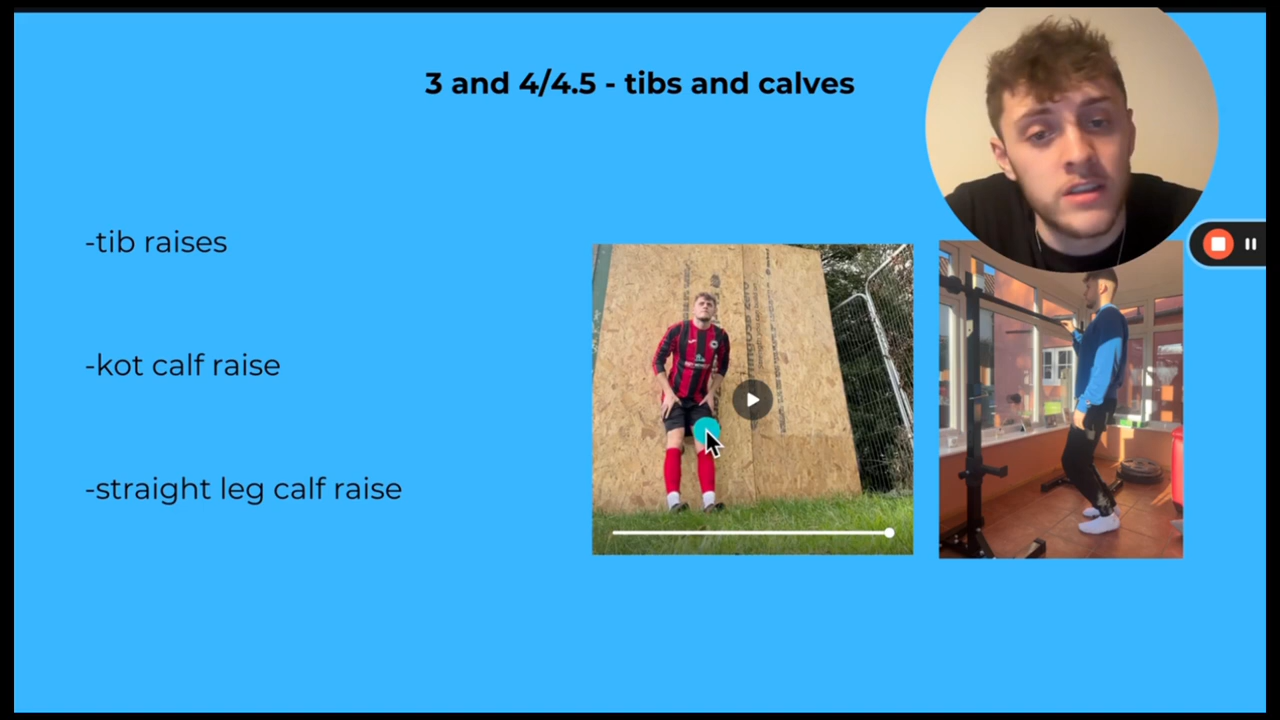 3 and 4/4.5 - tibs and calves
-tib raises
-kot calf raise
-straight leg calf raise